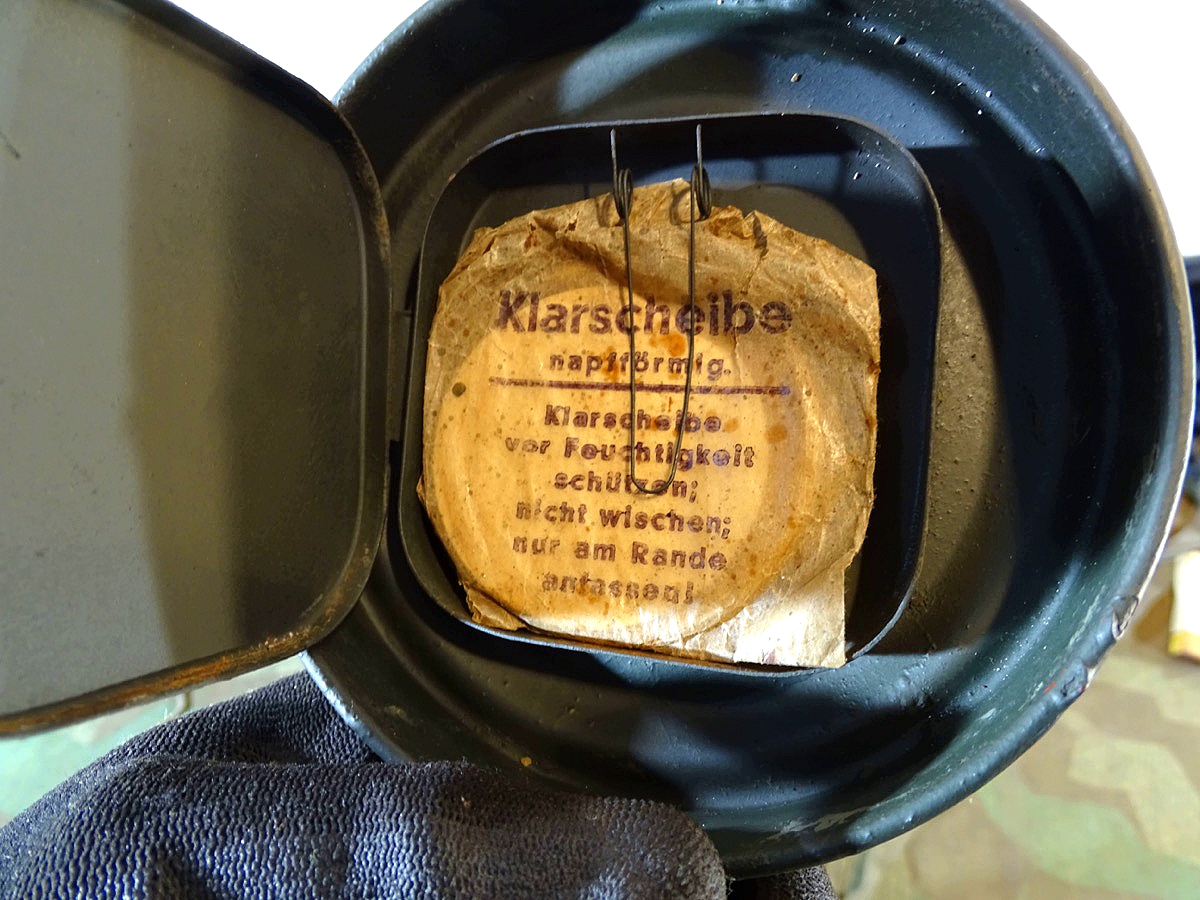 Klarscheibe
napfförmig.
Klarscheibe
vor Feuchtigkeit
schützen;
nicht wischen;
nur am Rande
anfassen!